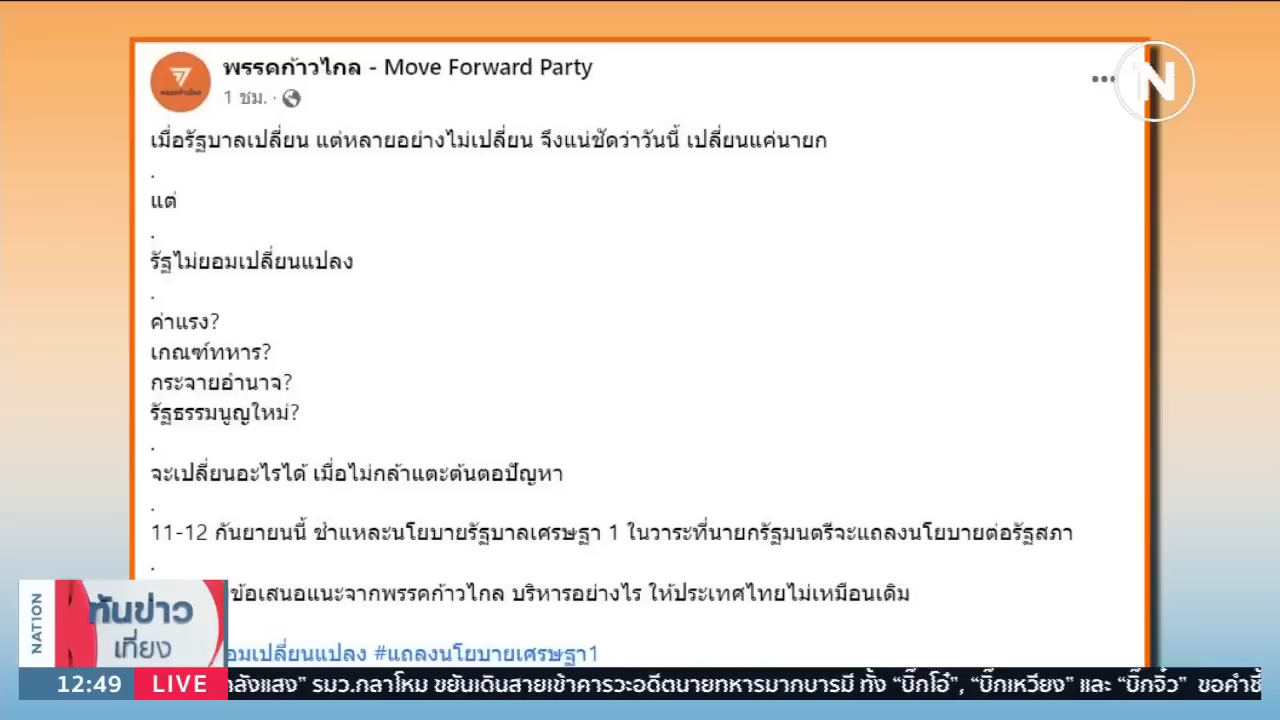 พรรคก้าวไกล - Move Forward Party
1 ชม. ·
N
เมื่อรัฐบาลเปลี่ยน แต่หลายอย่างไม่เปลี่ยน จึงแน่ชัดว่าวันนี้ เปลี่ยนแค่นายก
.
แต่
.
รัฐไม่ยอมเปลี่ยนแปลง
.
ค่าแรง?
เกณฑ์ทหาร?
กระจายอำนาจ?
รัฐธรรมนูญใหม่?
.
จะเปลี่ยนอะไรได้ เมื่อไม่กล้าแตะต้นตอปัญหา
.
11-12 กันยายนนี้ ชำแหละนโยบายรัฐบาลเศรษฐา 1 ในวาระที่นายกรัฐมนตรีจะแถลงนโยบายต่อรัฐสภา
.
ข้อเสนอแนะจากพรรคก้าวไกล บริหารอย่างไร ให้ประเทศไทยไม่เหมือนเดิม
อมเปลี่ยนแปลง #แถลงนโยบายเศรษฐา1
NATION
ทันข่าว
เที่ยง
12:49 LIVE
ลังแสง” รมว.กลาโหม ขยันเดินสายเข้าคารวะอดีตนายทหารมากบารมี ทั้ง “บิ๊กโอ๋”, “บิ๊กเหวียง” และ “บิ๊กจิ๋ว” ขอคำชี้